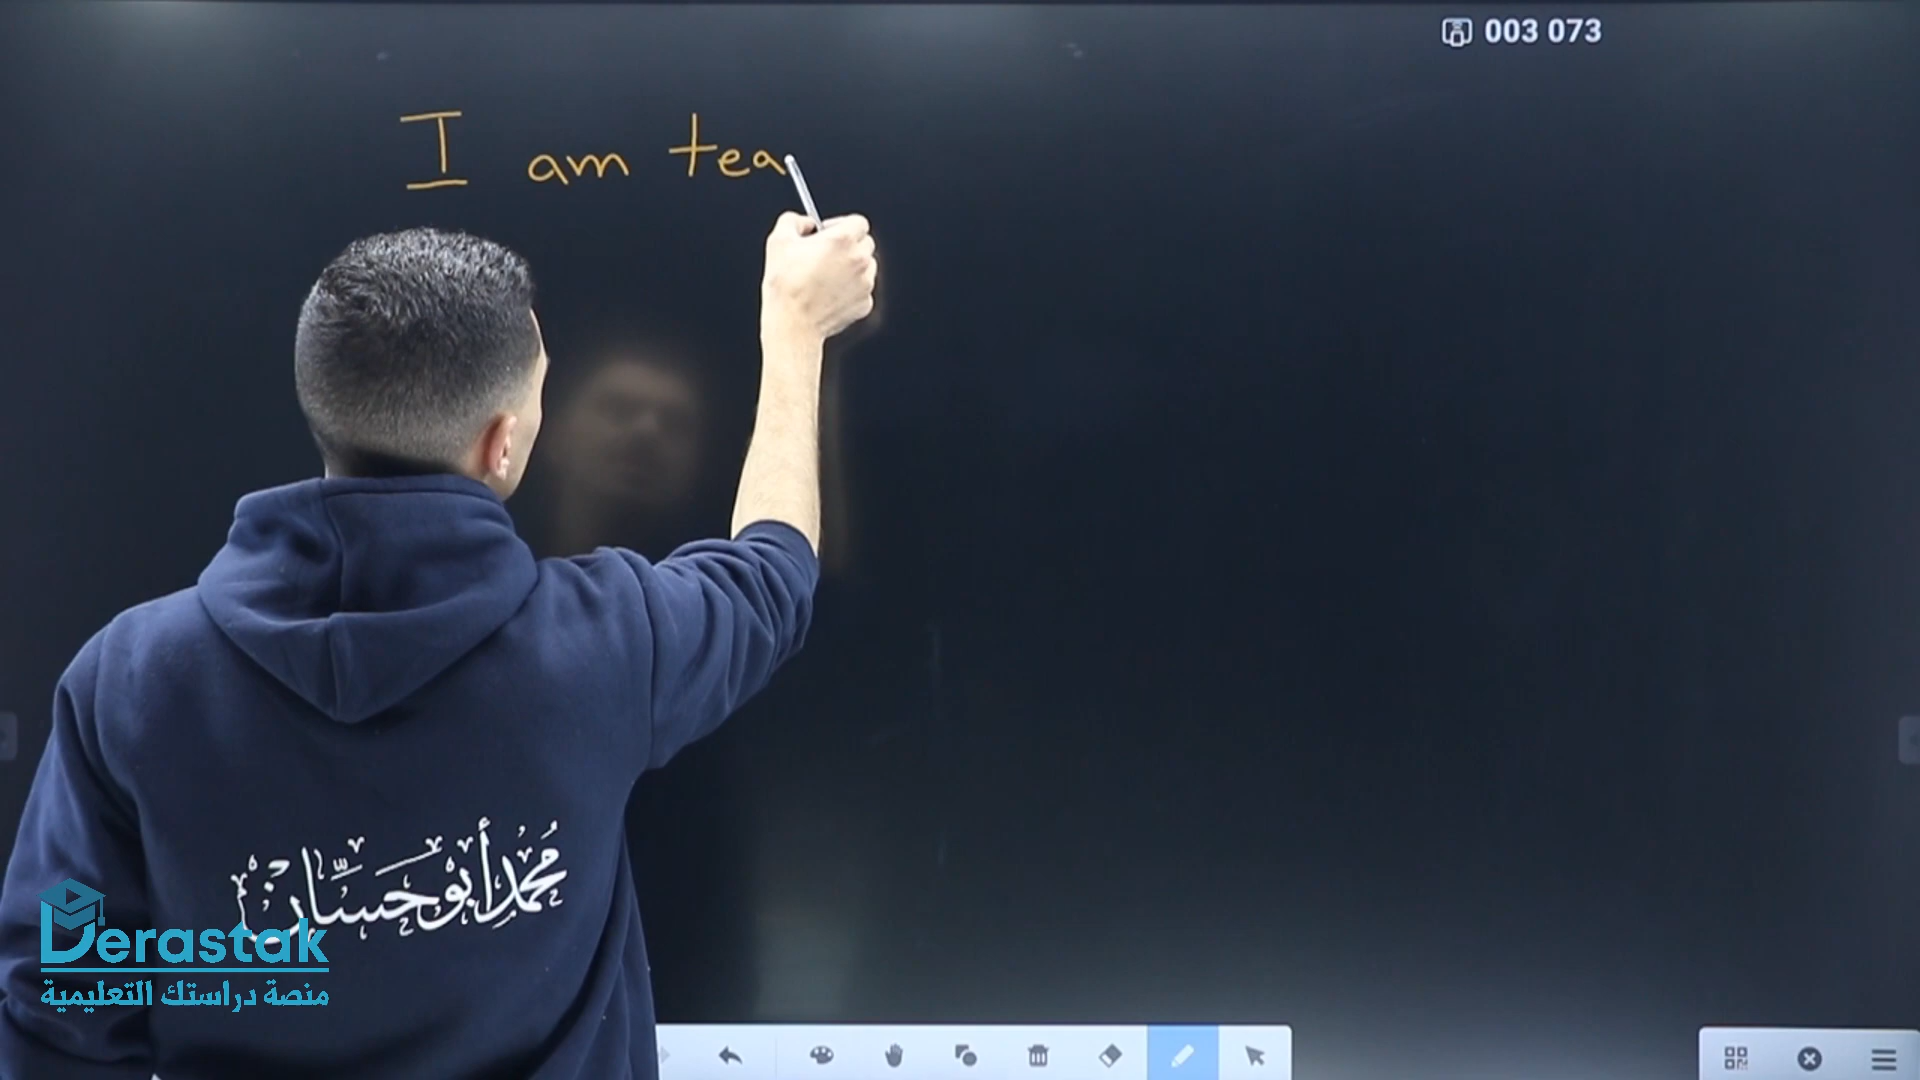 003 073
I am tea
محمد أبو حسان
Derastak
منصة دراستك التعليمية